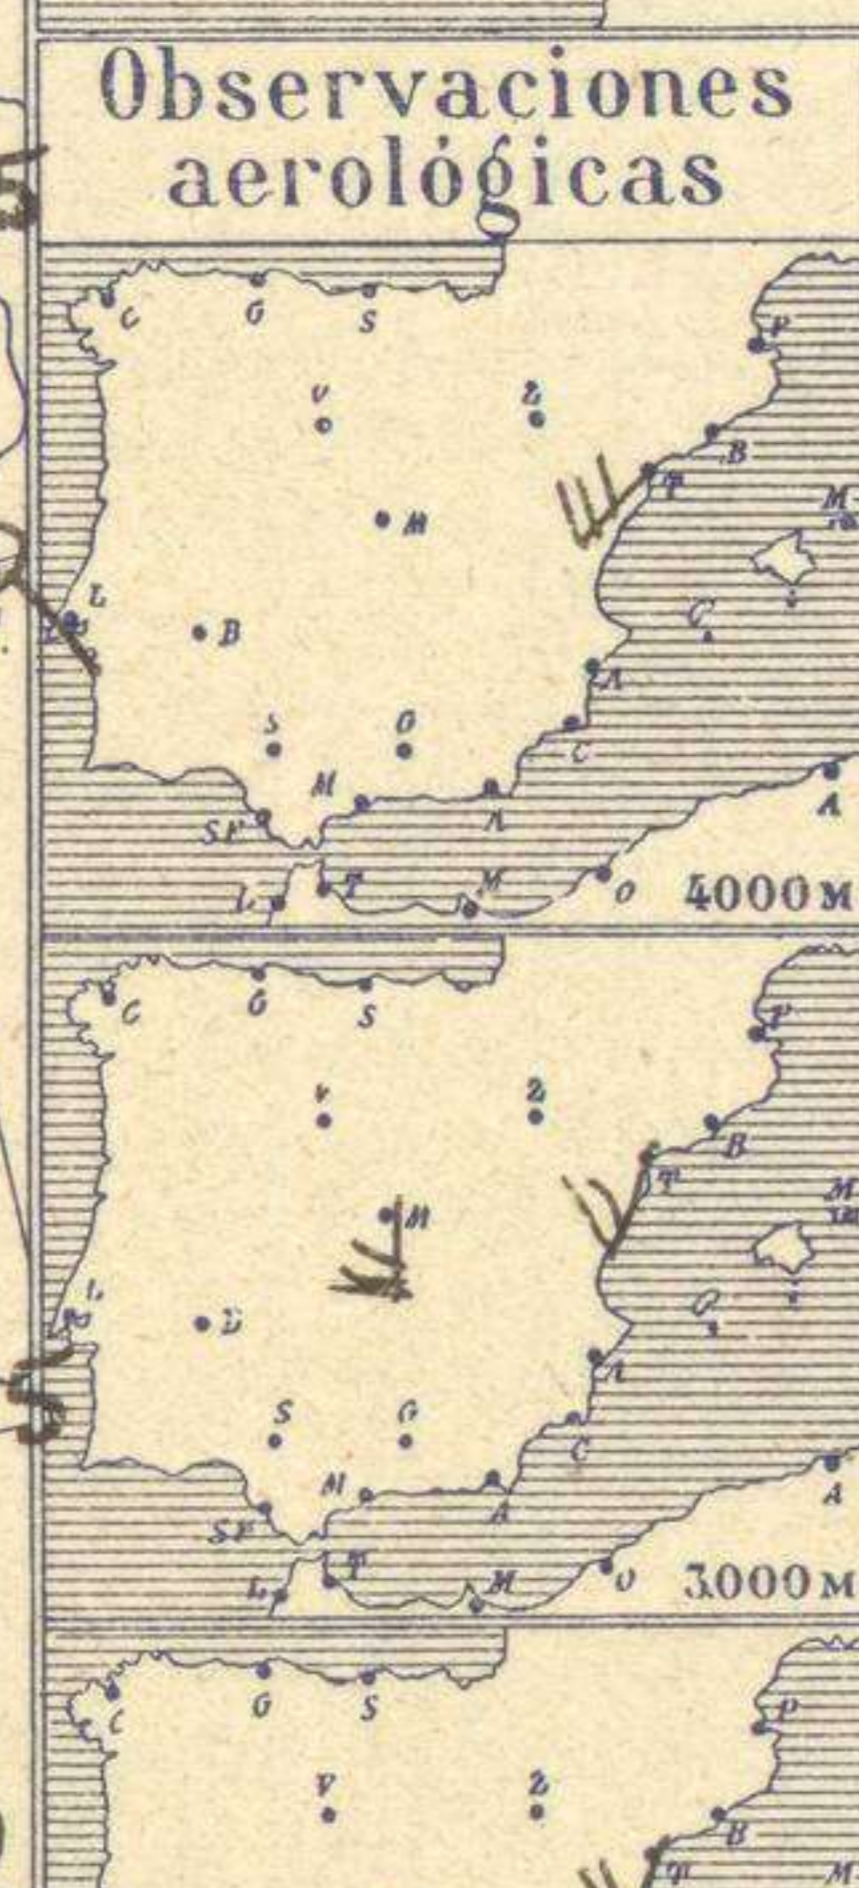 Observaciones
aerológicas
C G S P
V Z
B
T
M
M
L
B
C
A
S G
C
M
A
S.F.
A
T M
L O 4000 M
C G S P
V Z
B
T
M
M
L
A
S G
C
M
A
S F
A
T
L M O 3000 M
C G S P
V Z
B
T
M